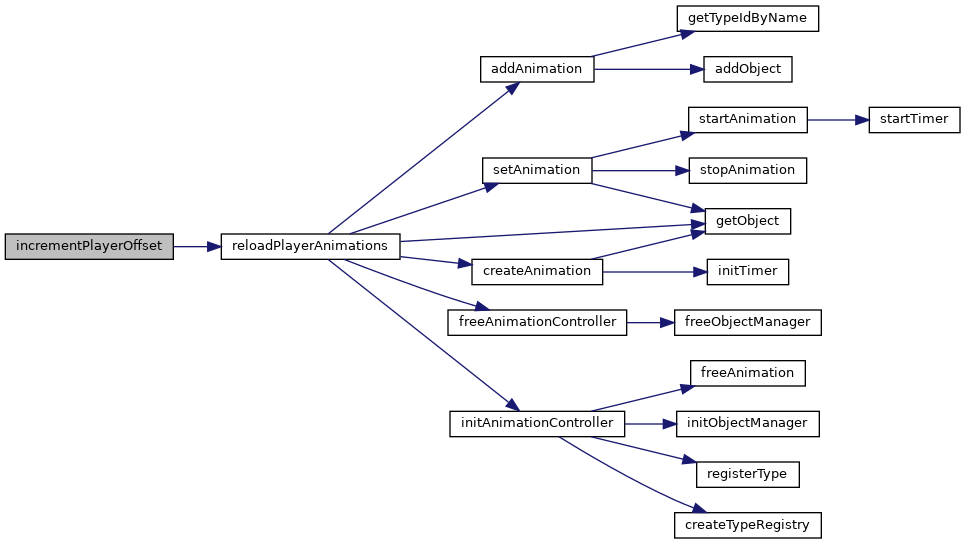 getTypeIdByName
addAnimation
addObject
startAnimation
startTimer
setAnimation
stopAnimation
getObject
incrementPlayerOffset
reloadPlayerAnimations
createAnimation
initTimer
freeAnimationController
freeObjectManager
freeAnimation
initAnimationController
initObjectManager
registerType
createTypeRegistry